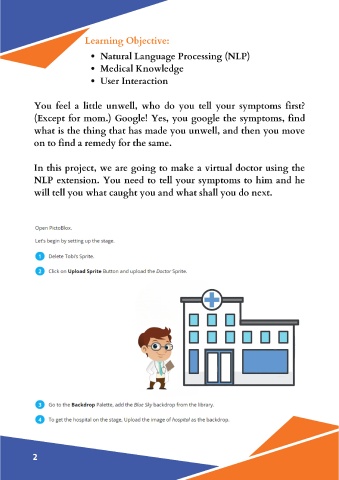 Learning Objective:
• Natural Language Processing (NLP)
• Medical Knowledge
• User Interaction
You feel a little unwell, who do you tell your symptoms first?
(Except for mom.) Google! Yes, you google the symptoms, find
what is the thing that has made you unwell, and then you move
on to find a remedy for the same.
In this project, we are going to make a virtual doctor using the
NLP extension. You need to tell your symptoms to him and he
will tell you what caught you and what shall you do next.
Open PictoBlox.
Let's begin by setting up the stage.
1 Delete Tobi's Sprite.
2 Click on Upload Sprite Button and upload the Doctor Sprite.
3 Go to the Backdrop Palette, add the Blue Sky backdrop from the library.
4 To get the hospital on the stage, Upload the image of hospital as the backdrop.
2